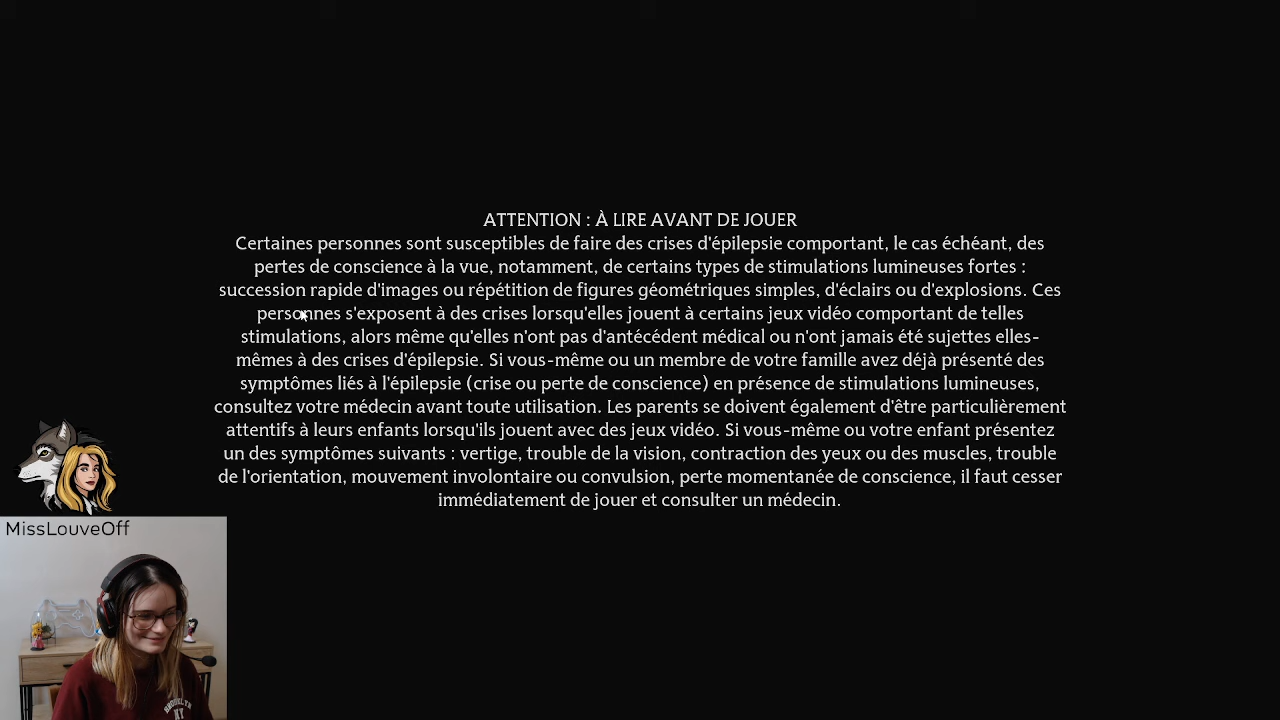 ATTENTION : À LIRE AVANT DE JOUER
Certaines personnes sont susceptibles de faire des crises d'épilepsie comportant, le cas échéant, des
pertes de conscience à la vue, notamment, de certains types de stimulations lumineuses fortes :
succession rapide d'images ou répétition de figures géométriques simples, d'éclairs ou d'explosions. Ces
personnes s'exposent à des crises lorsqu'elles jouent à certains jeux vidéo comportant de telles
stimulations, alors même qu'elles n'ont pas d'antécédent médical ou n'ont jamais été sujettes elles-
mêmes à des crises d'épilepsie. Si vous-même ou un membre de votre famille avez déjà présenté des
symptômes liés à l'épilepsie (crise ou perte de conscience) en présence de stimulations lumineuses,
consultez votre médecin avant toute utilisation. Les parents se doivent également d'être particulièrement
attentifs à leurs enfants lorsqu'ils jouent avec des jeux vidéo. Si vous-même ou votre enfant présentez
un des symptômes suivants : vertige, trouble de la vision, contraction des yeux ou des muscles, trouble
de l'orientation, mouvement involontaire ou convulsion, perte momentanée de conscience, il faut cesser
immédiatement de jouer et consulter un médecin.
MissLouveOff
BROOKLYN
NY